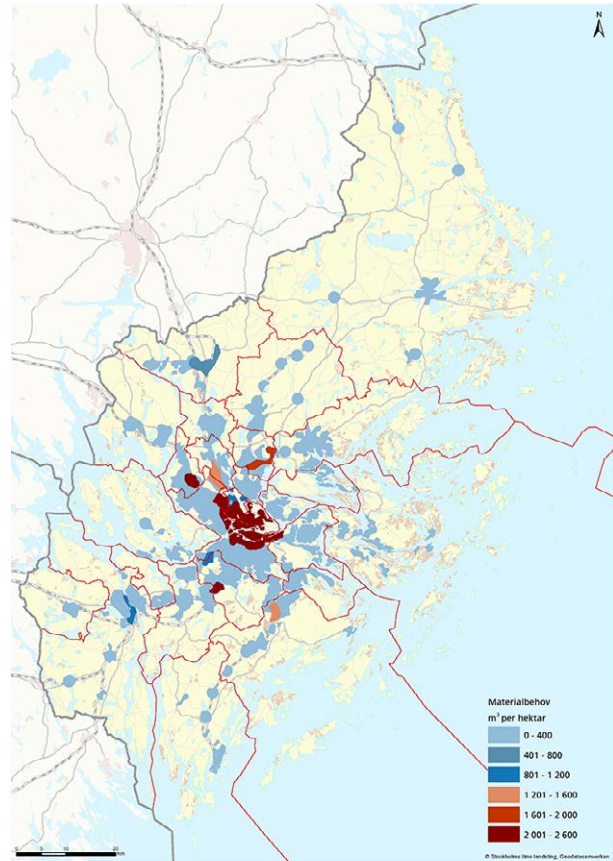 N
Materialbehov
m³ per hektar
0 - 400
401 - 800
801 - 1 200
1 201 - 1 600
1 601 - 2 000
2 001 - 2 600
0
10
20
© Stockholms läns landsting, Geodatasamverkan